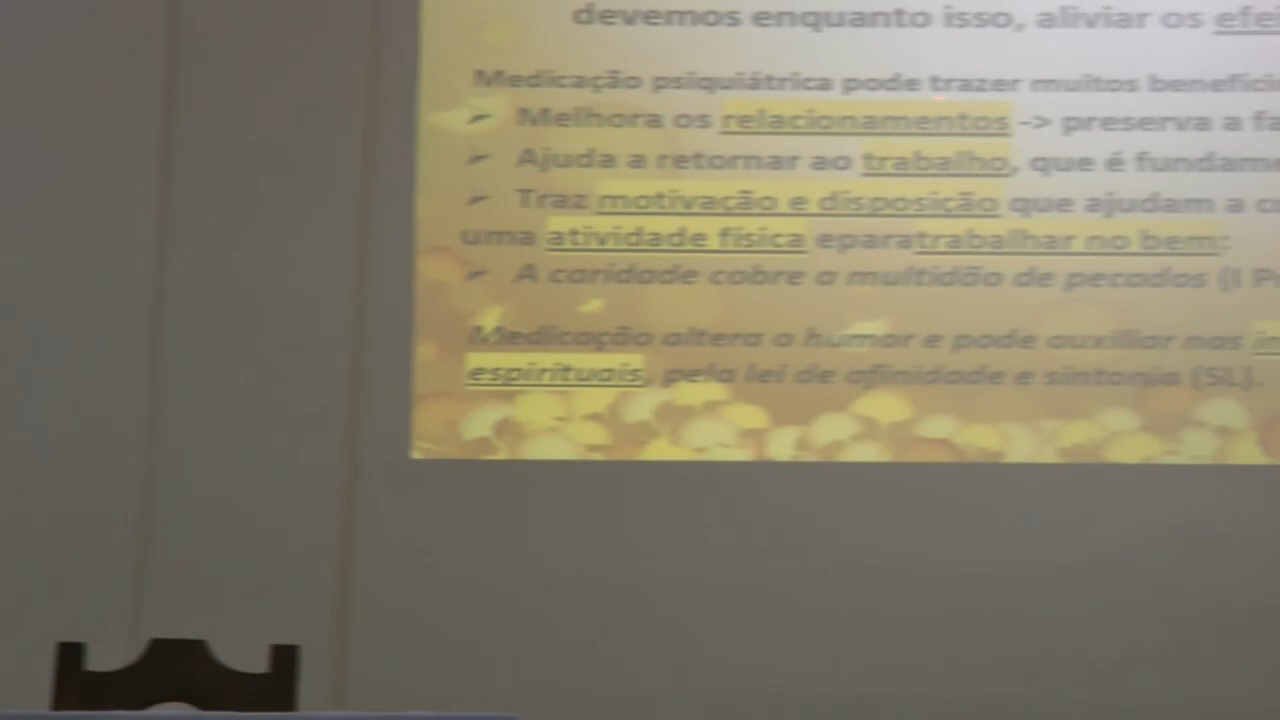 devemos enquanto isso, aliviar os
Medicação psiquiátrica pode trazer muitos
➢ Melhora os relacionamentos -> preserva a
➢ Ajuda a retornar ao trabalho, que é
➢ Traz motivação e disposição que ajudam a
uma atividade física eparatrabalhar no bem;
➢ A caridade cobre a multidão de pecados (I
Medicação altera o humor e pode auxiliar nas
espirituais, pela lei de afinidade e sintonia (SL).